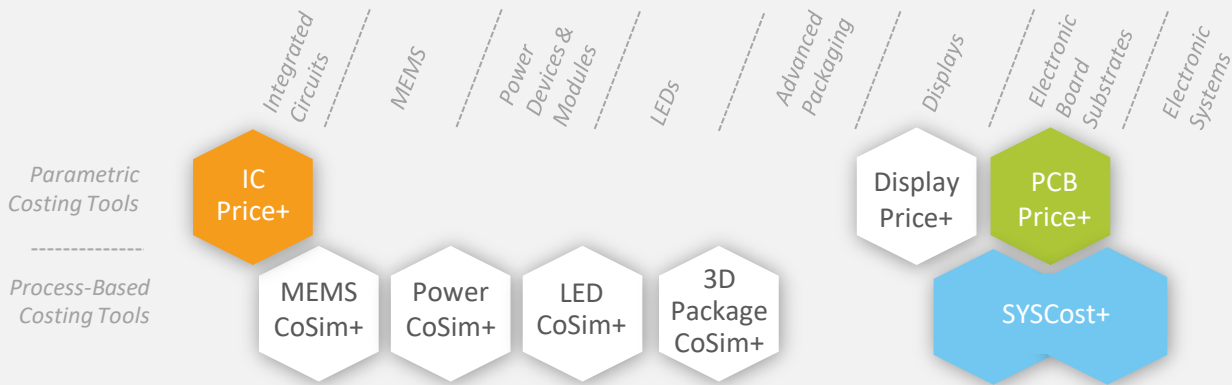 Integrated
Circuits
MEMS
Power
Devices &
Modules
LEDs
Advanced
Packaging
Displays
Electronic
Board
Substrates
Electronic
Systems
Parametric
Costing Tools
IC
Price+
Display
Price+
PCB
Price+
Process-Based
Costing Tools
MEMS
CoSim+
Power
CoSim+
LED
CoSim+
3D
Package
CoSim+
SYSCost+